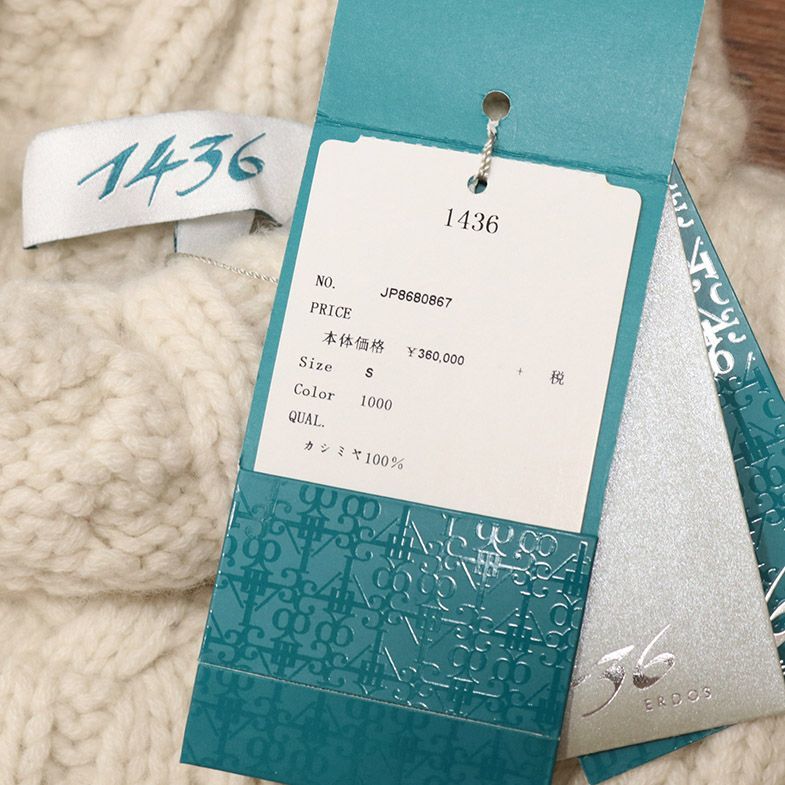 1436
1436
NO. JP8680867
PRICE
本体価格 ¥360,000 + 税
Size S
Color 1000
QUAL.
カシミヤ100%
36
ERDOS